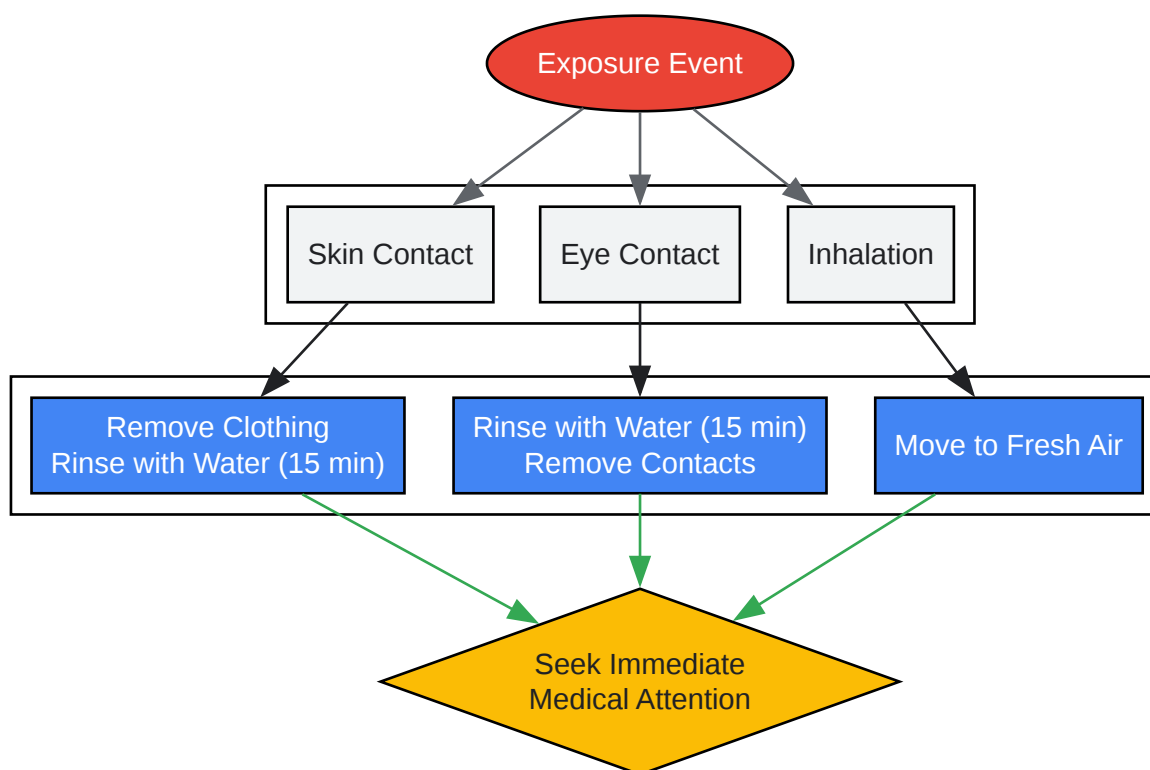 Exposure Event
Skin Contact
Eye Contact
Inhalation
Remove Clothing
Rinse with Water (15 min)
Rinse with Water (15 min)
Remove Contacts
Move to Fresh Air
Seek Immediate
Medical Attention